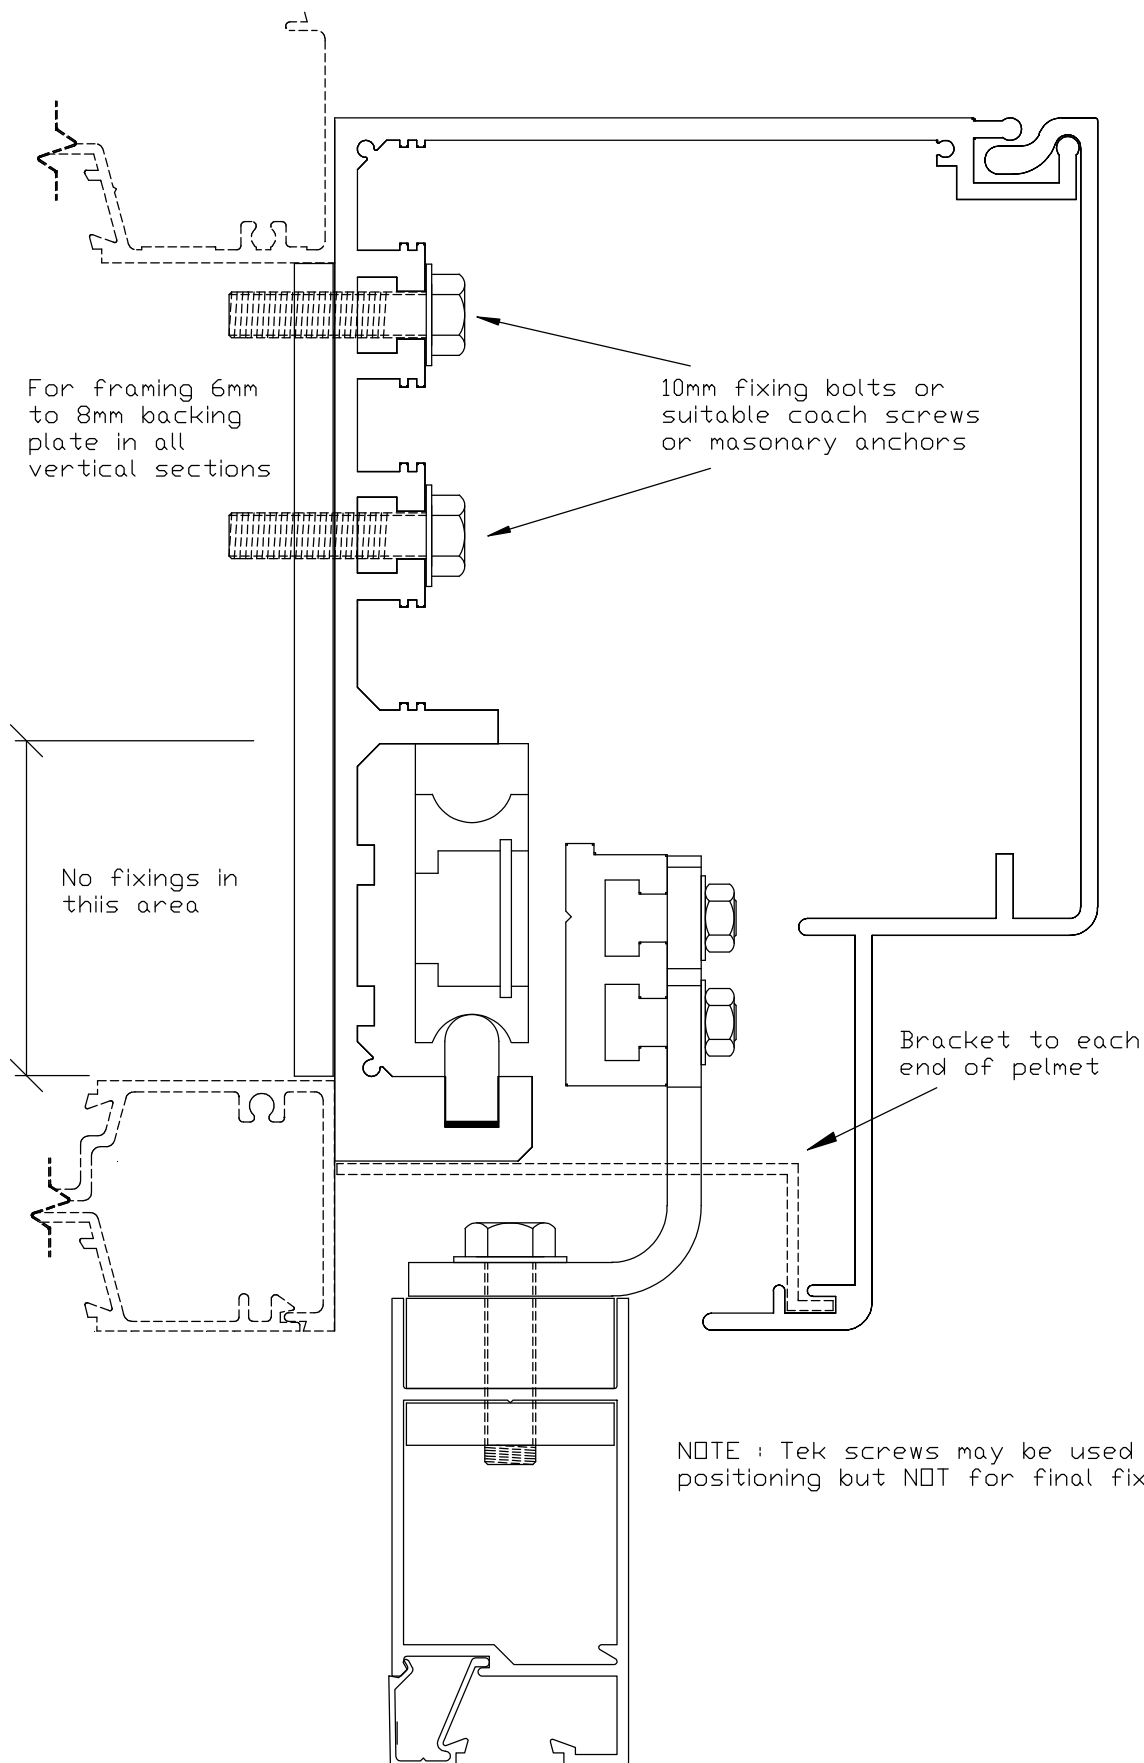 For framing 6mm
to 8mm backing
plate in all
vertical sections
10mm fixing bolts or
suitable coach screws
or masonary anchors
No fixings in
thiis area
Bracket to each
end of pelmet
NOTE : Tek screws may be used
positioning but NOT for final fix